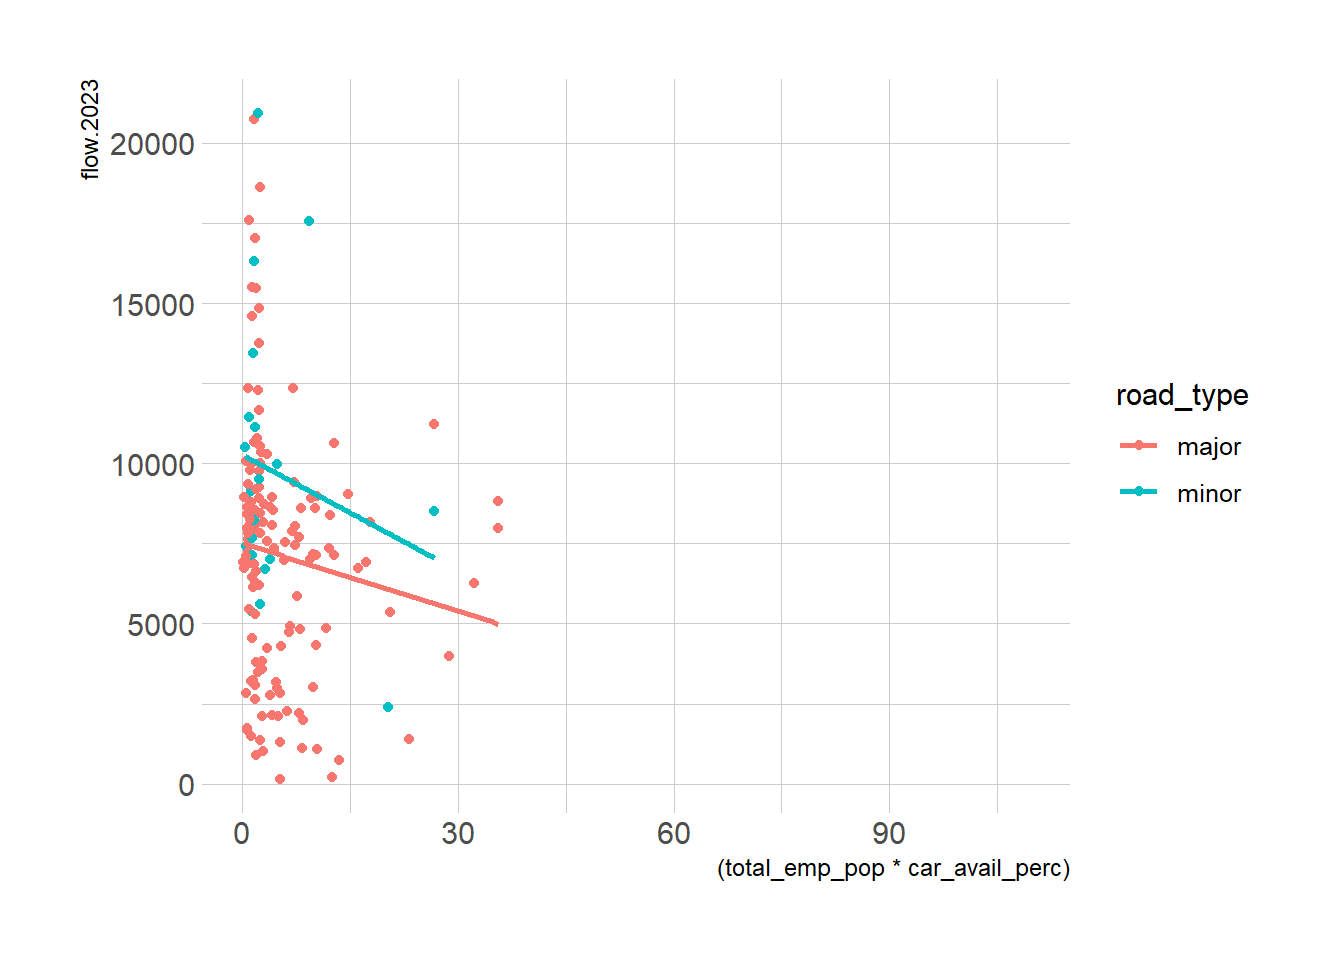 flow.2023
20000
15000
10000
5000
0
0 30 60 90
(total_emp_pop * car_avail_perc)
road_type
major
minor